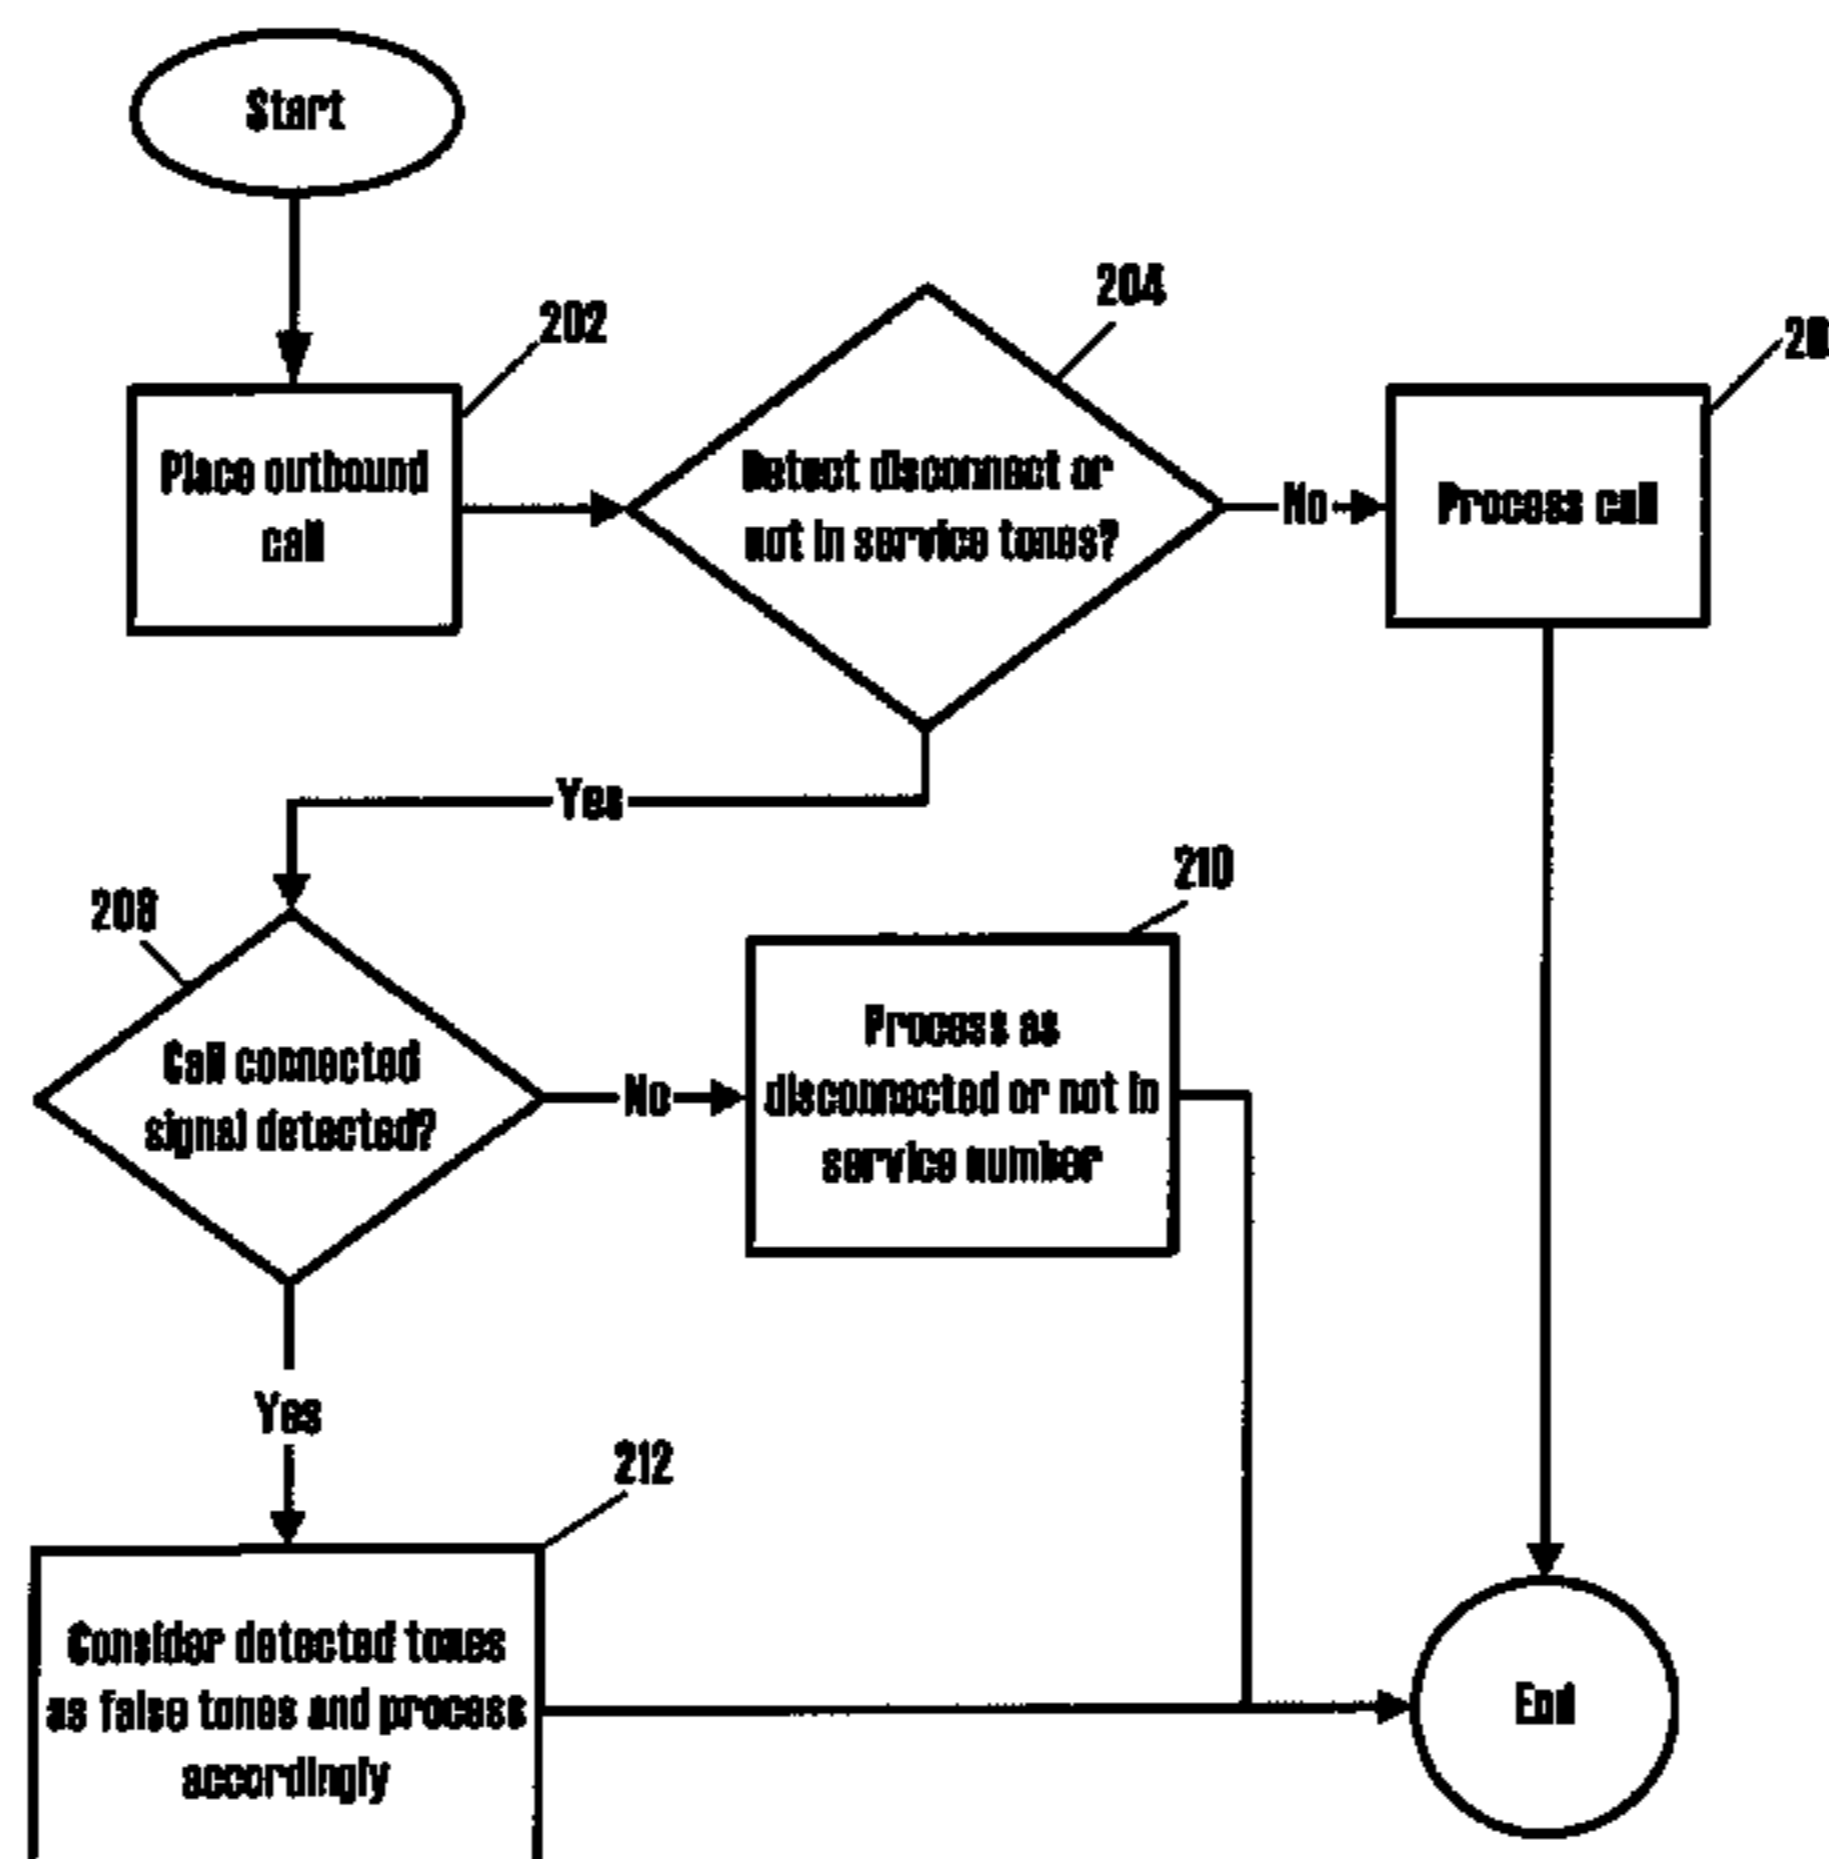 Start
202
204
20
Place outbound
call
Detect disconnect or
not in service tones?
No
Process call
Yes
208
210
Call connected
signal detected?
No
Process as
disconnected or not in
service number
Yes
212
Consider detected tones
as false tones and process
accordingly
End